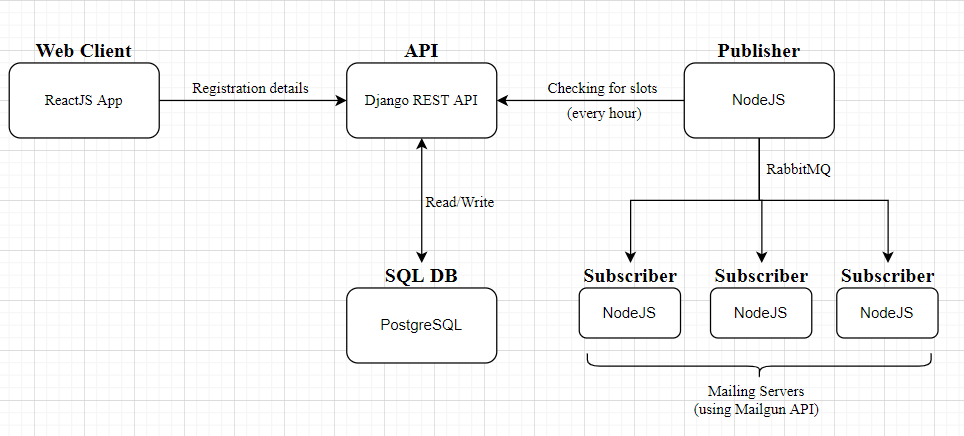 Web Client
API
Publisher
ReactJS App
Registration details
Django REST API
Checking for slots
(every hour)
NodeJS
RabbitMQ
Read/Write
SQL DB
PostgreSQL
Subscriber
Subscriber
Subscriber
NodeJS
NodeJS
NodeJS
Mailing Servers
(using Mailgun API)